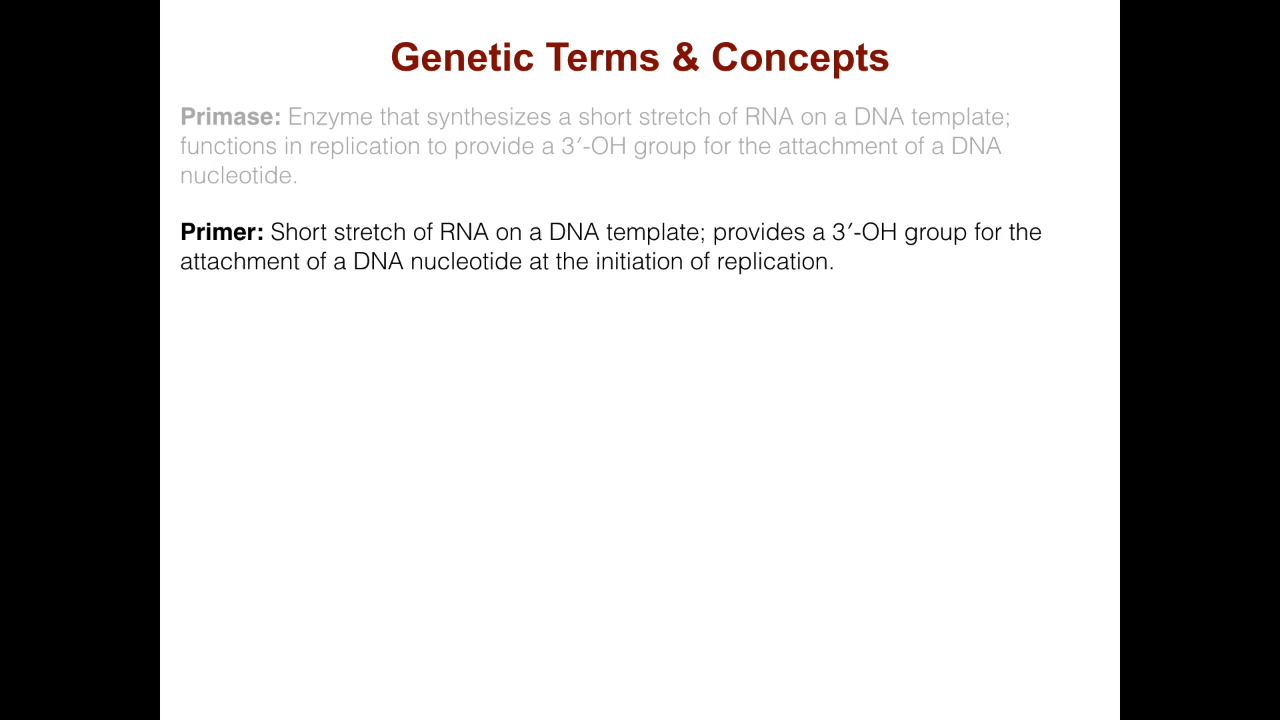 Genetic Terms & Concepts
Primase: Enzyme that synthesizes a short stretch of RNA on a DNA template;
functions in replication to provide a 3′-OH group for the attachment of a DNA
nucleotide.
Primer: Short stretch of RNA on a DNA template; provides a 3′-OH group for the
attachment of a DNA nucleotide at the initiation of replication.